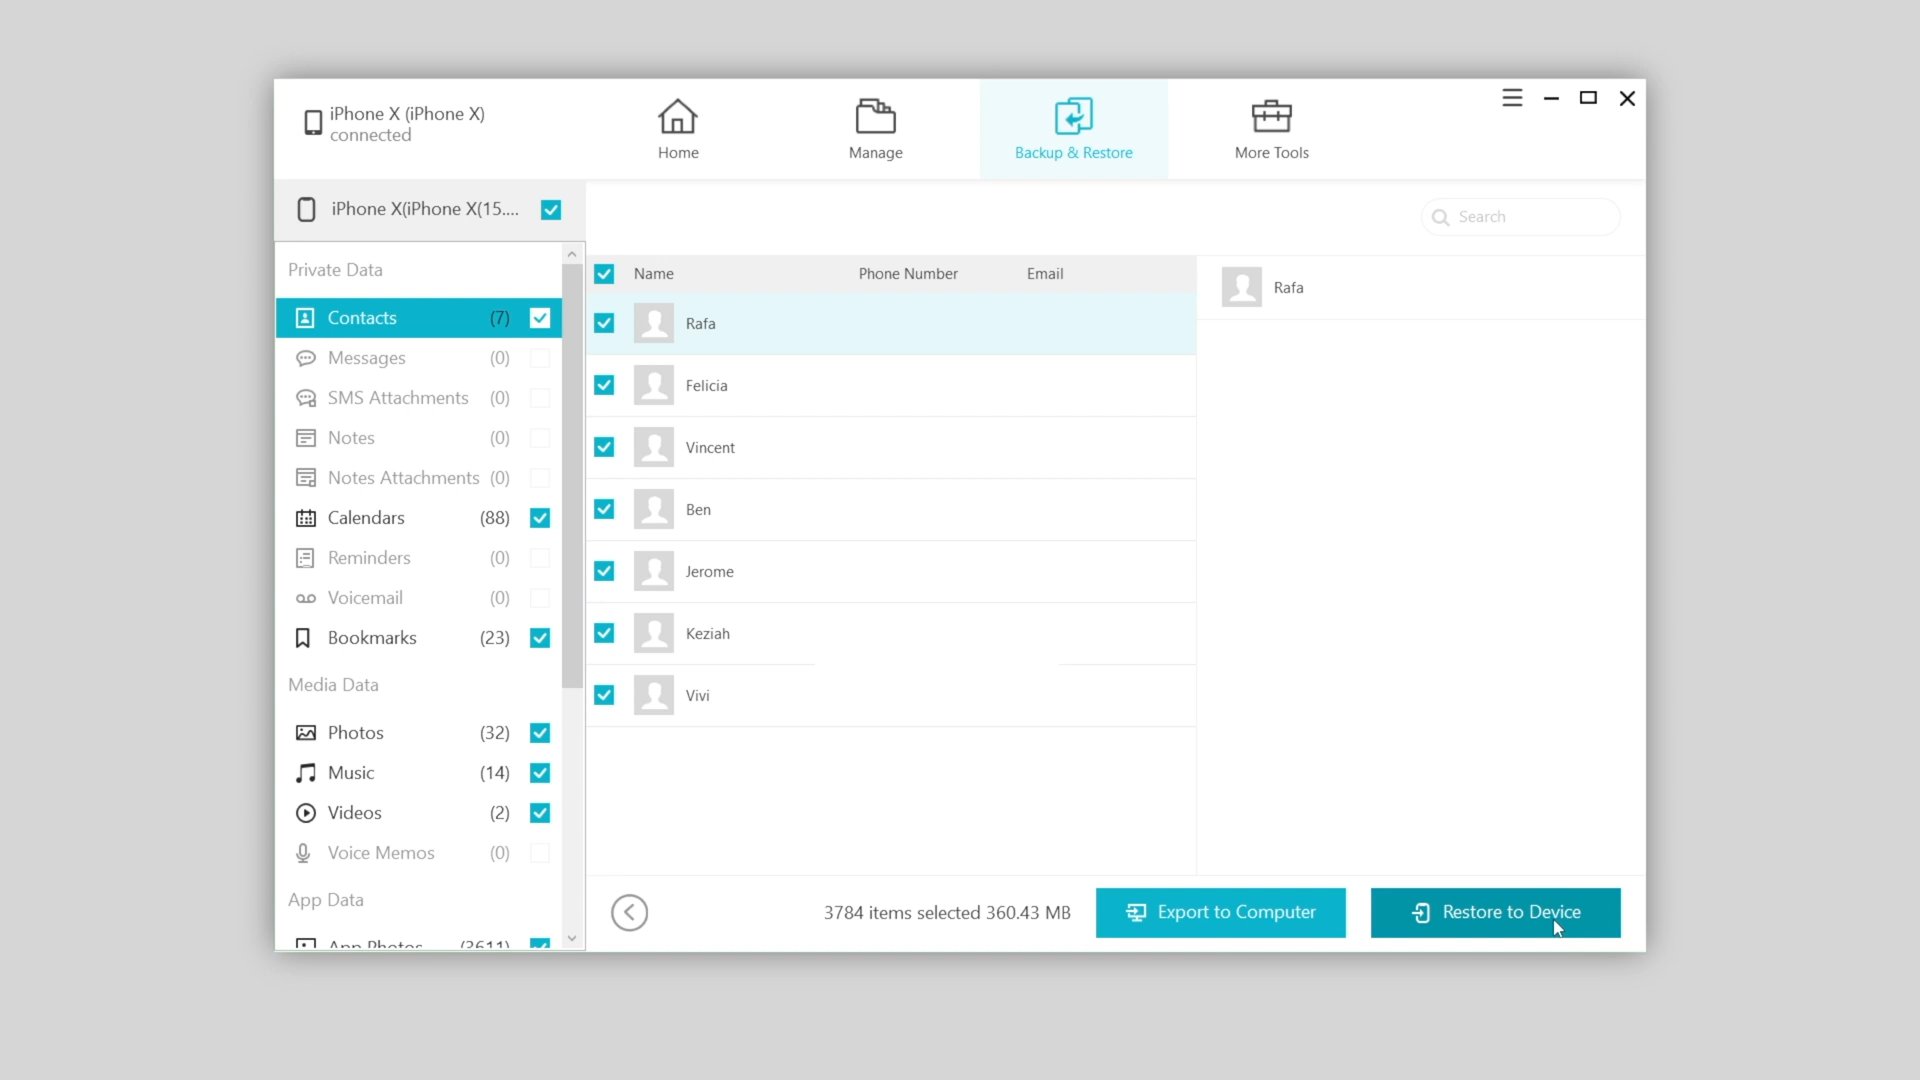 iPhone X (iPhone X)
connected
Home
Manage
Backup & Restore
More Tools
iPhone X(iPhone X(15....
Search
Private Data
Contacts (7)
Messages (0)
SMS Attachments (0)
Notes (0)
Notes Attachments (0)
Calendars (88)
Reminders (0)
Voicemail (0)
Bookmarks (23)
Media Data
Photos (32)
Music (14)
Videos (2)
Voice Memos (0)
App Data
App Photos (3611)
Name Phone Number Email
Rafa
Felicia
Vincent
Ben
Jerome
Keziah
Vivi
Rafa
3784 items selected 360.43 MB
Export to Computer
Restore to Device